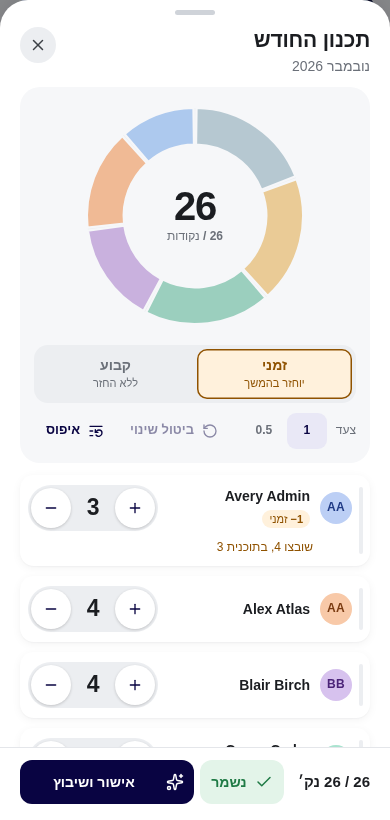 תכנון החודש
נובמבר 2026
26
26 / נקודות
זמני
יוחזר בהמשך
קבוע
ללא החזר
צעד
1
0.5
ביטול שינוי
איפוס
AA
Avery Admin
−1 זמני
שובצו 4, בתוכנית 3
+ 3 −
AA
Alex Atlas
+ 4 −
BB
Blair Birch
+ 4 −
26 / 26 נק׳
נשמר
אישור ושיבוץ